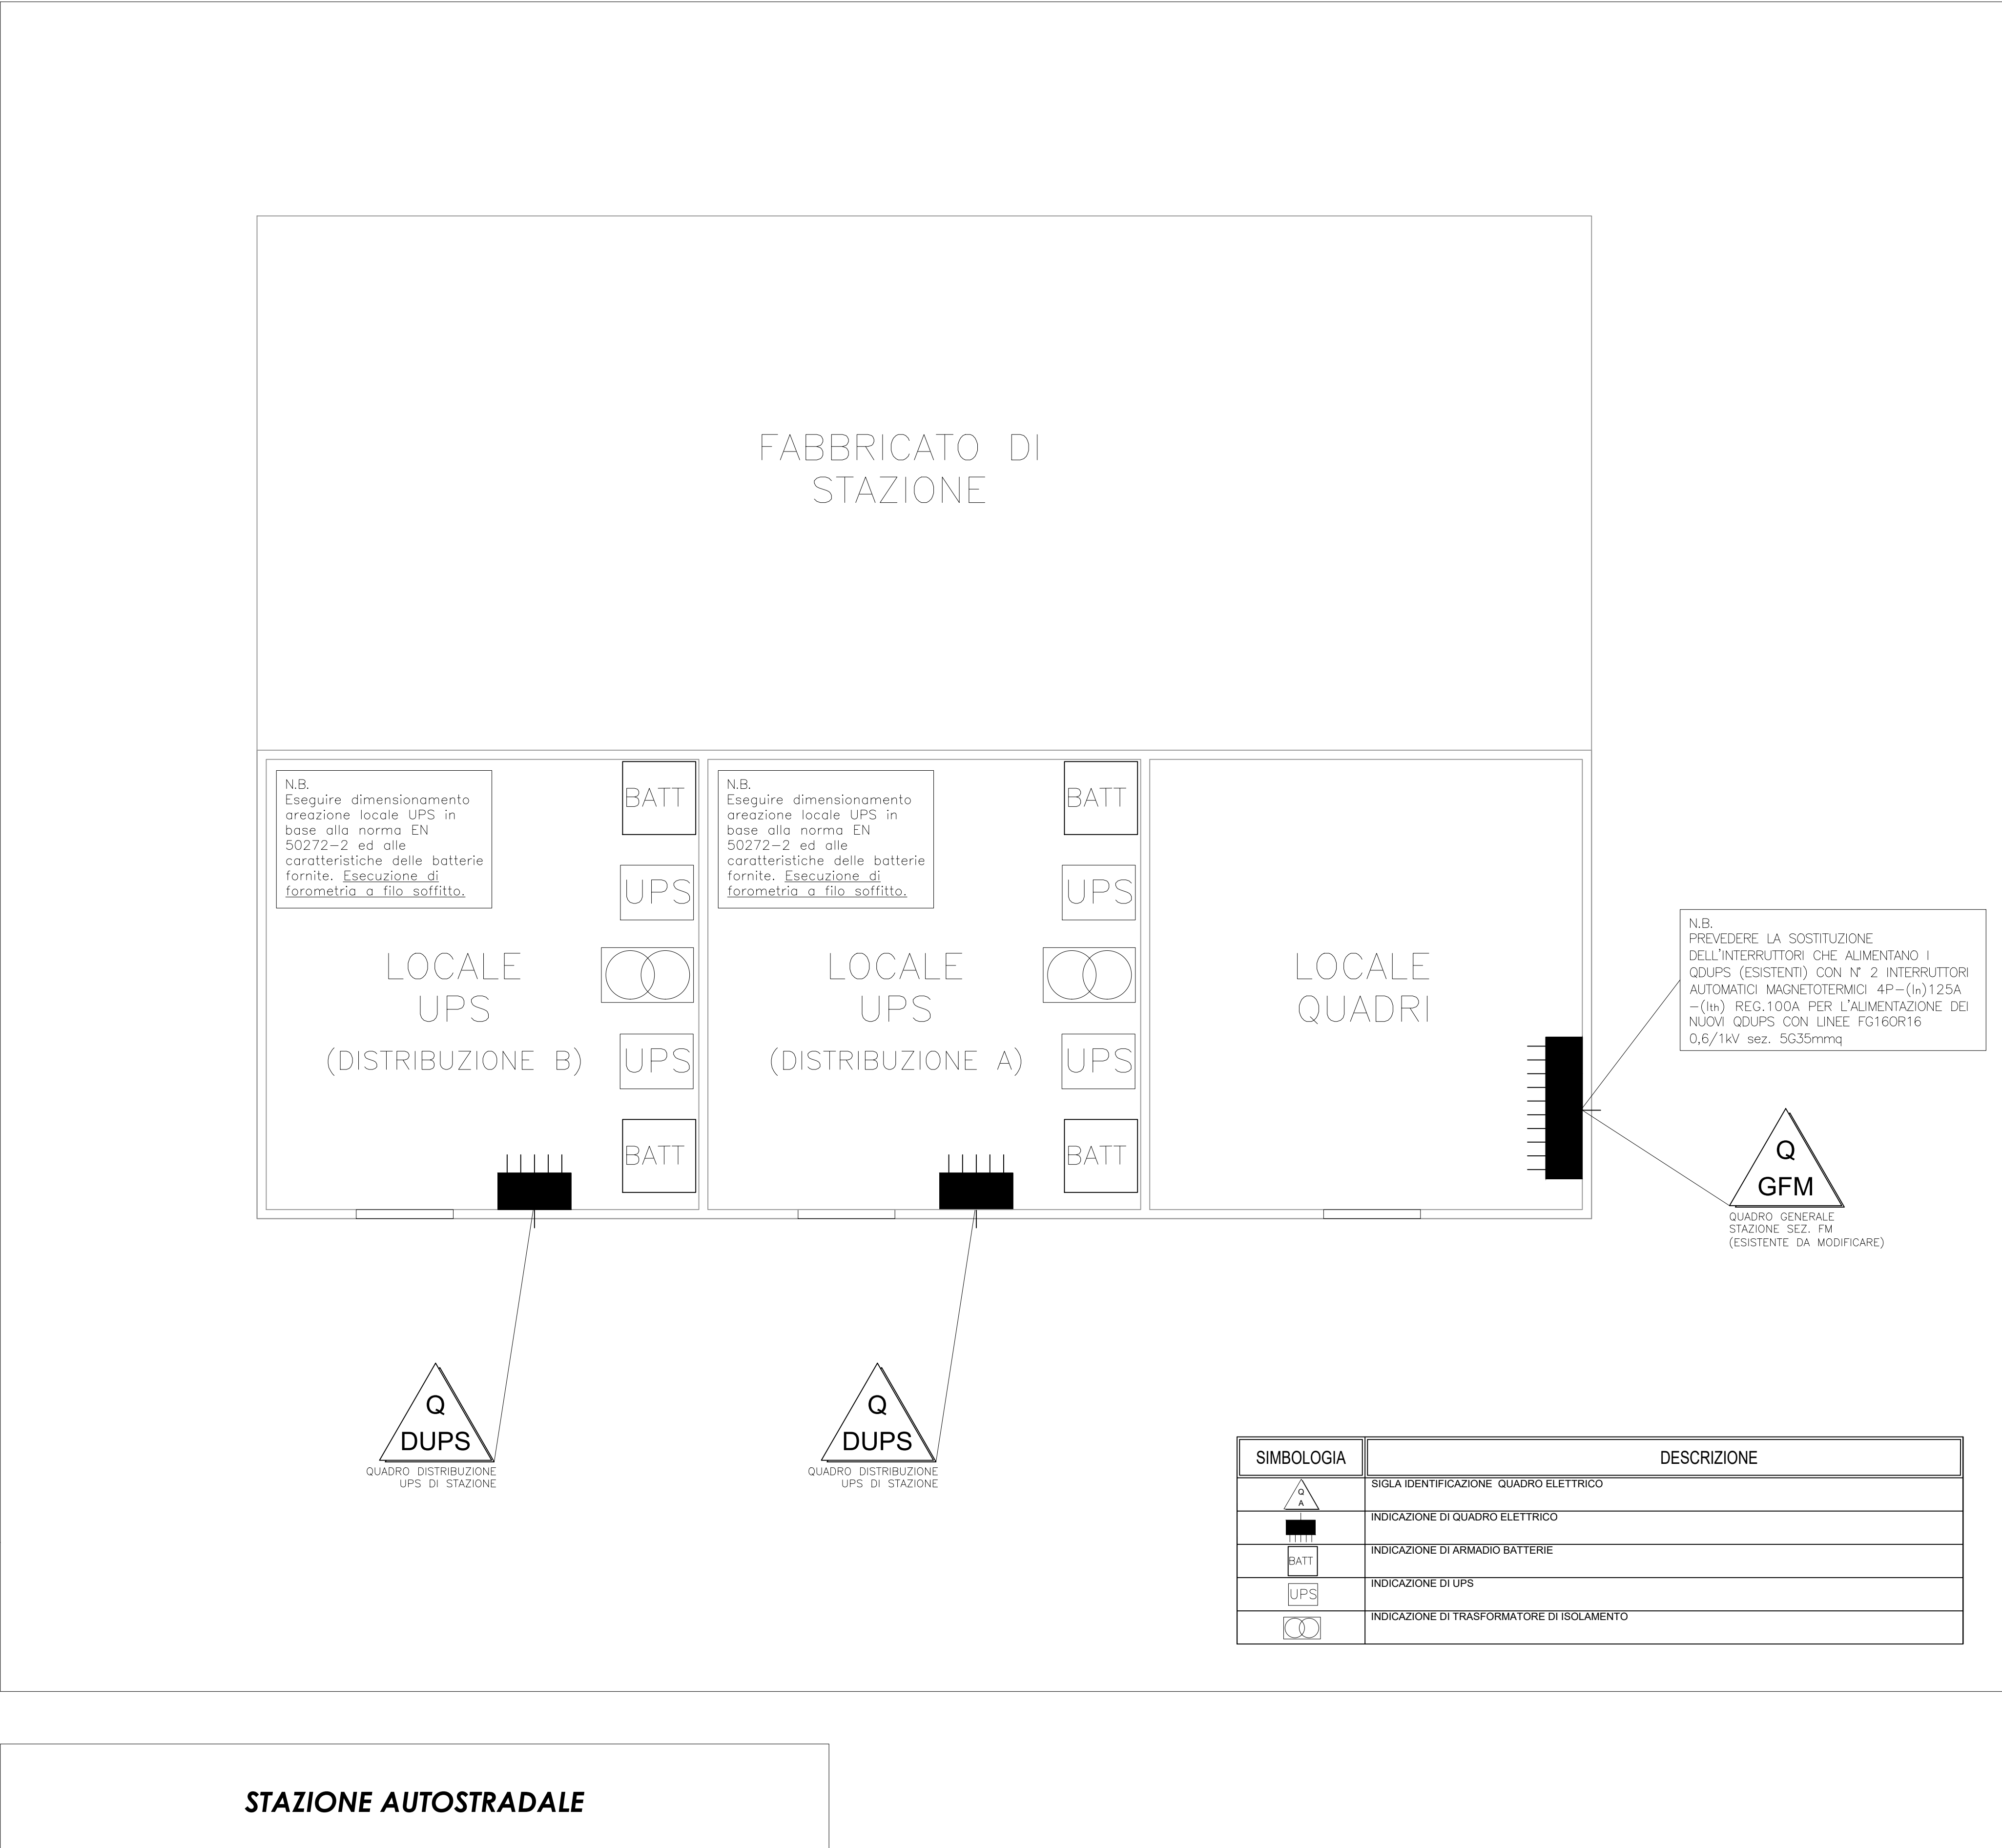 FABBRICATO DI
STAZIONE
N.B.
Eseguire dimensionamento
areazione locale UPS in
base alla norma EN
50272-2 ed alle
caratteristiche delle batterie
fornite. Esecuzione di
forometria a filo soffitto.
BATT
UPS
LOCALE
UPS
(DISTRIBUZIONE B)
UPS
BATT
N.B.
Eseguire dimensionamento
areazione locale UPS in
base alla norma EN
50272-2 ed alle
caratteristiche delle batterie
fornite. Esecuzione di
forometria a filo soffitto.
BATT
UPS
LOCALE
UPS
(DISTRIBUZIONE A)
UPS
BATT
LOCALE
QUADRI
N.B.
PREVEDERE LA SOSTITUZIONE
DELL'INTERRUTTORI CHE ALIMENTANO I
QDUPS (ESISTENTI) CON N° 2 INTERRUTTORI
AUTOMATICI MAGNETOTERMICI 4P-(In)125A
-(Ith) REG.100A PER L'ALIMENTAZIONE DEI
NUOVI QDUPS CON LINEE FG16OR16
0,6/1kV sez. 5G35mmq
Q
GFM
QUADRO GENERALE
STAZIONE SEZ. FM
(ESISTENTE DA MODIFICARE)
Q
DUPS
QUADRO DISTRIBUZIONE
UPS DI STAZIONE
Q
DUPS
QUADRO DISTRIBUZIONE
UPS DI STAZIONE
SIMBOLOGIA DESCRIZIONE
Q
A
SIGLA IDENTIFICAZIONE QUADRO ELETTRICO
INDICAZIONE DI QUADRO ELETTRICO
BATT INDICAZIONE DI ARMADIO BATTERIE
UPS INDICAZIONE DI UPS
INDICAZIONE DI TRASFORMATORE DI ISOLAMENTO
STAZIONE AUTOSTRADALE